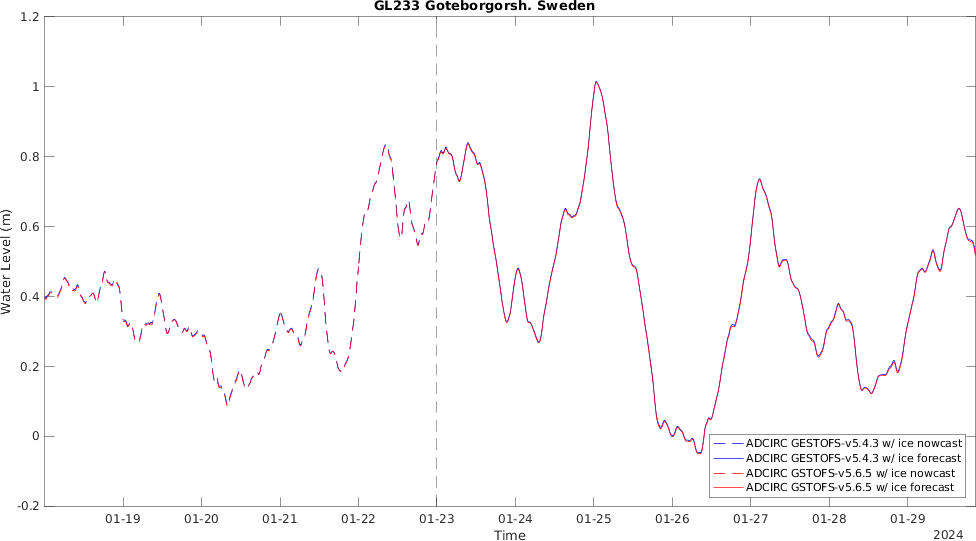 GL233 Goteborgsh. Sweden
1.2
1
0.8
0.6
0.4
0.2
0
-0.2
Water Level (m)
ADCIRC GESTOFS-v5.4.3 w/ ice nowcast
ADCIRC GESTOFS-v5.4.3 w/ ice forecast
ADCIRC GSTOFS-v5.6.5 w/ ice nowcast
ADCIRC GSTOFS-v5.6.5 w/ ice forecast
01-19 01-20 01-21 01-22 01-23 01-24 01-25 01-26 01-27 01-28 01-29
Time
2024